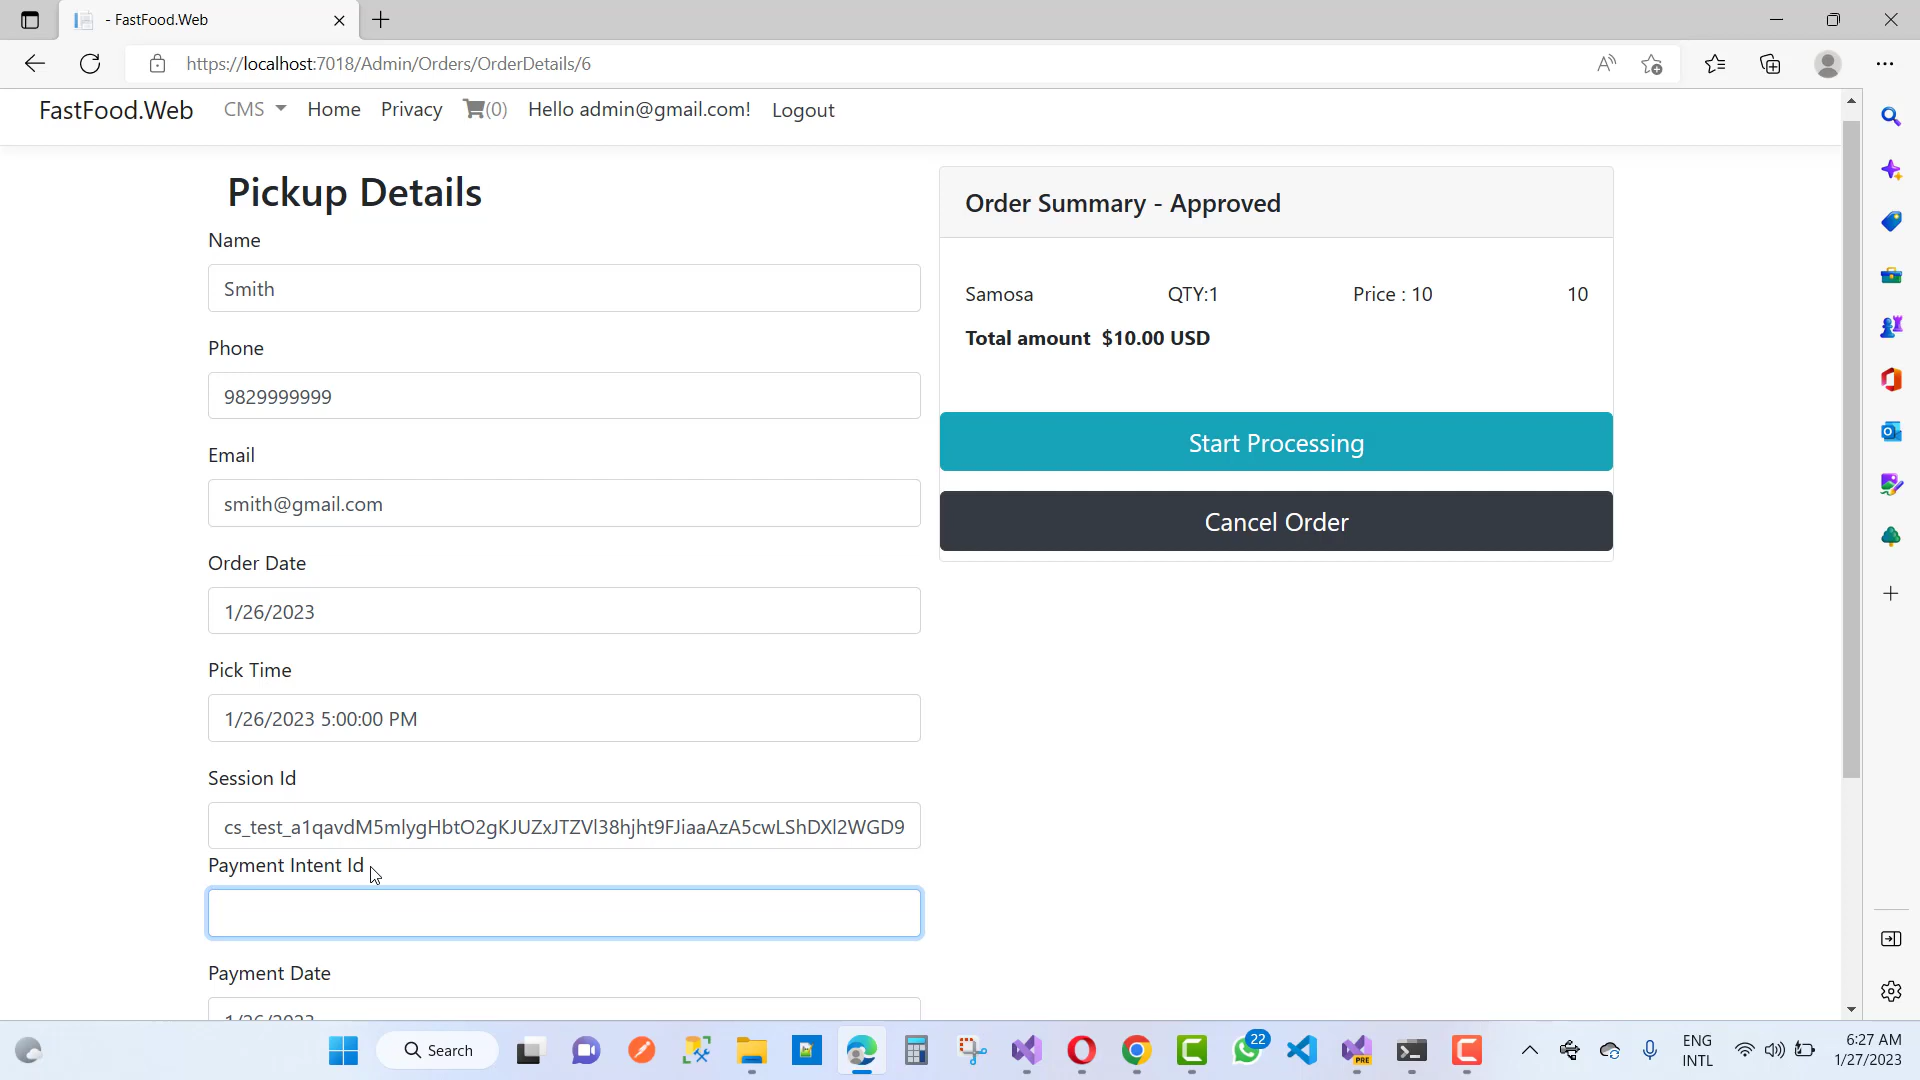 - FastFood.Web
https://localhost:7018/Admin/Orders/OrderDetails/6
FastFood.Web CMS Home Privacy (0) Hello admin@gmail.com! Logout
Pickup Details
Name
Smith
Phone
9829999999
Email
smith@gmail.com
Order Date
1/26/2023
Pick Time
1/26/2023 5:00:00 PM
Session Id
cs_test_a1qavdM5mlygHbtO2gKJUZxJTZVl38hjht9FJiaaAzA5cwLShDXl2WGD9
Payment Intent Id
Payment Date
1/26/2023
Order Summary - Approved
Samosa QTY:1 Price : 10 10
Total amount $10.00 USD
Start Processing
Cancel Order
Search
22
PRE
ENG
INTL
6:27 AM
1/27/2023